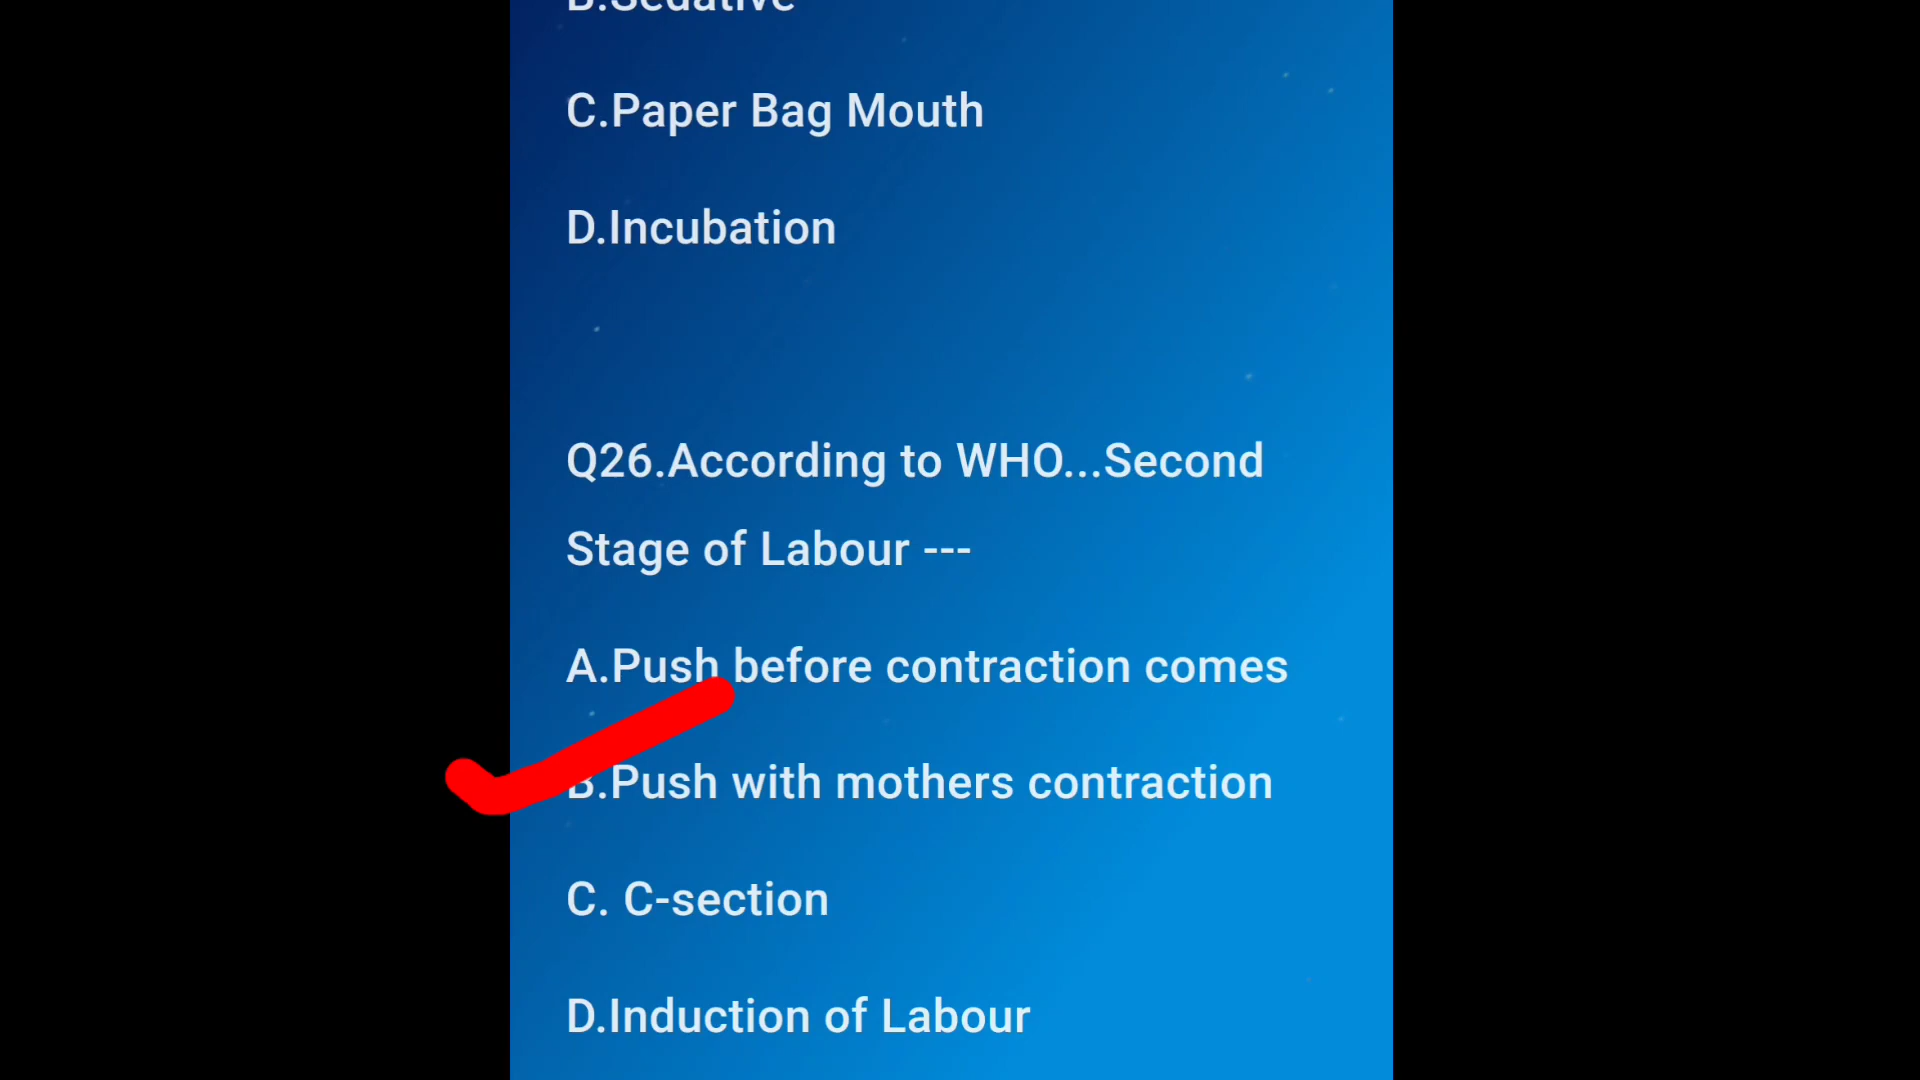 B.Sedative
C.Paper Bag Mouth
D.Incubation
Q26.According to WHO...Second
Stage of Labour ---
A.Push before contraction comes
B.Push with mothers contraction
C. C-section
D.Induction of Labour